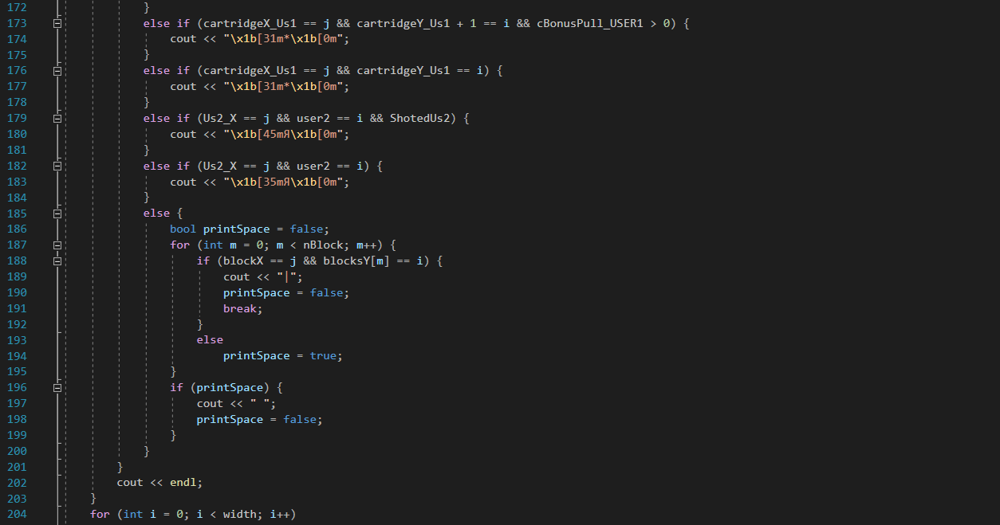 172 }
173 else if (cartridgeX_Us1 == j && cartridgeY_Us1 + 1 == i && cBonusPull_USER1 > 0) {
174 cout << "\x1b[31m*\x1b[0m";
175 }
176 else if (cartridgeX_Us1 == j && cartridgeY_Us1 == i) {
177 cout << "\x1b[31m*\x1b[0m";
178 }
179 else if (Us2_X == j && user2 == i && ShotedUs2) {
180 cout << "\x1b[45mЯ\x1b[0m";
181 }
182 else if (Us2_X == j && user2 == i) {
183 cout << "\x1b[35mЯ\x1b[0m";
184 }
185 else {
186 bool printSpace = false;
187 for (int m = 0; m < nBlock; m++) {
188 if (blockX == j && blocksY[m] == i) {
189 cout << "|";
190 printSpace = false;
191 break;
192 }
193 else
194 printSpace = true;
195 }
196 if (printSpace) {
197 cout << " ";
198 printSpace = false;
199 }
200 }
201 }
202 cout << endl;
203 }
204 for (int i = 0; i < width; i++)